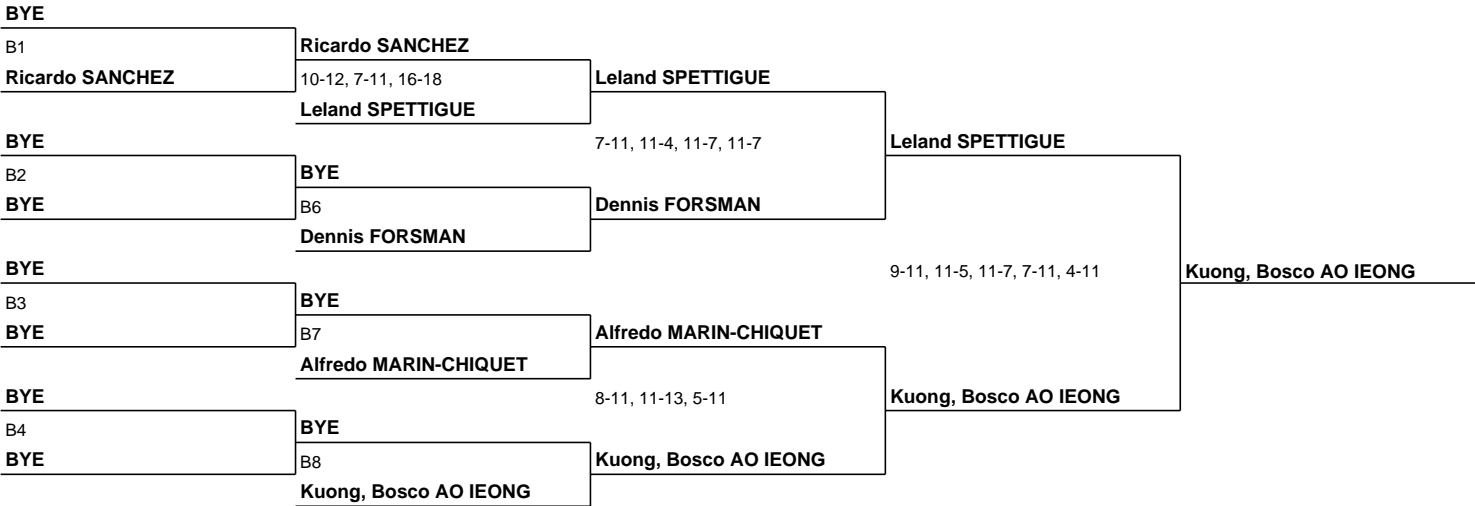 BYE
B1
Ricardo SANCHEZ
Ricardo SANCHEZ
10-12, 7-11, 16-18
Leland SPETTIGUE
Leland SPETTIGUE
BYE
7-11, 11-4, 11-7, 11-7
Leland SPETTIGUE
B2
BYE
BYE
B6
Dennis FORSMAN
Dennis FORSMAN
BYE
9-11, 11-5, 11-7, 7-11, 4-11
Kuong, Bosco AO IEONG
B3
BYE
BYE
B7
Alfredo MARIN-CHIQUET
Alfredo MARIN-CHIQUET
BYE
8-11, 11-13, 5-11
Kuong, Bosco AO IEONG
B4
BYE
BYE
B8
Kuong, Bosco AO IEONG
Kuong, Bosco AO IEONG